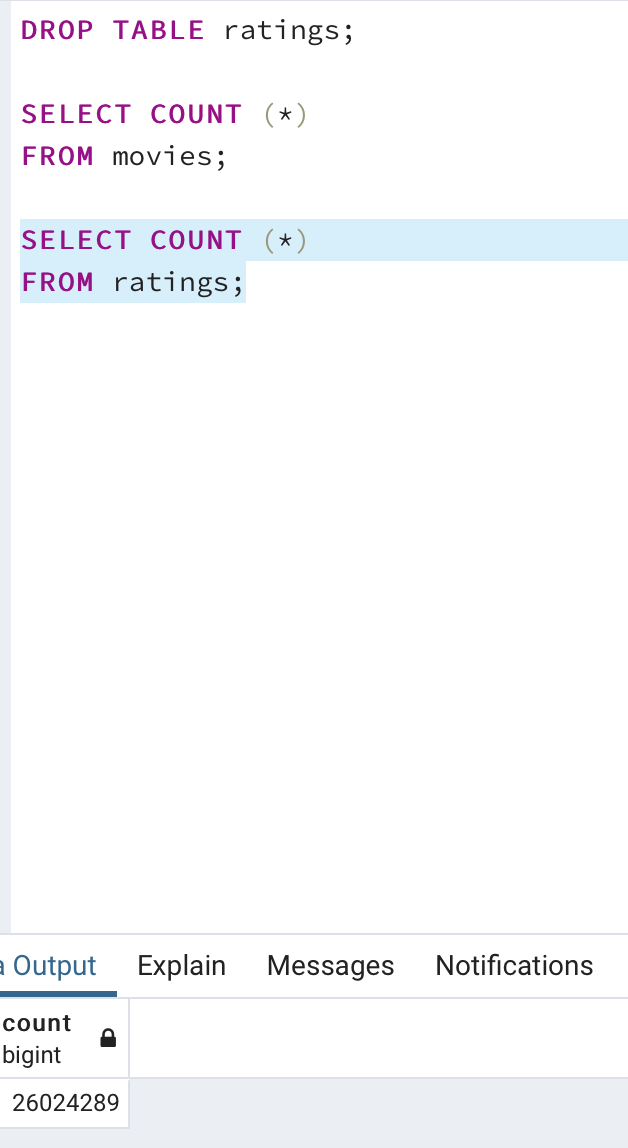 DROP TABLE ratings;
SELECT COUNT (*)
FROM movies;
SELECT COUNT (*)
FROM ratings;
a Output Explain Messages Notifications
count
bigint
26024289